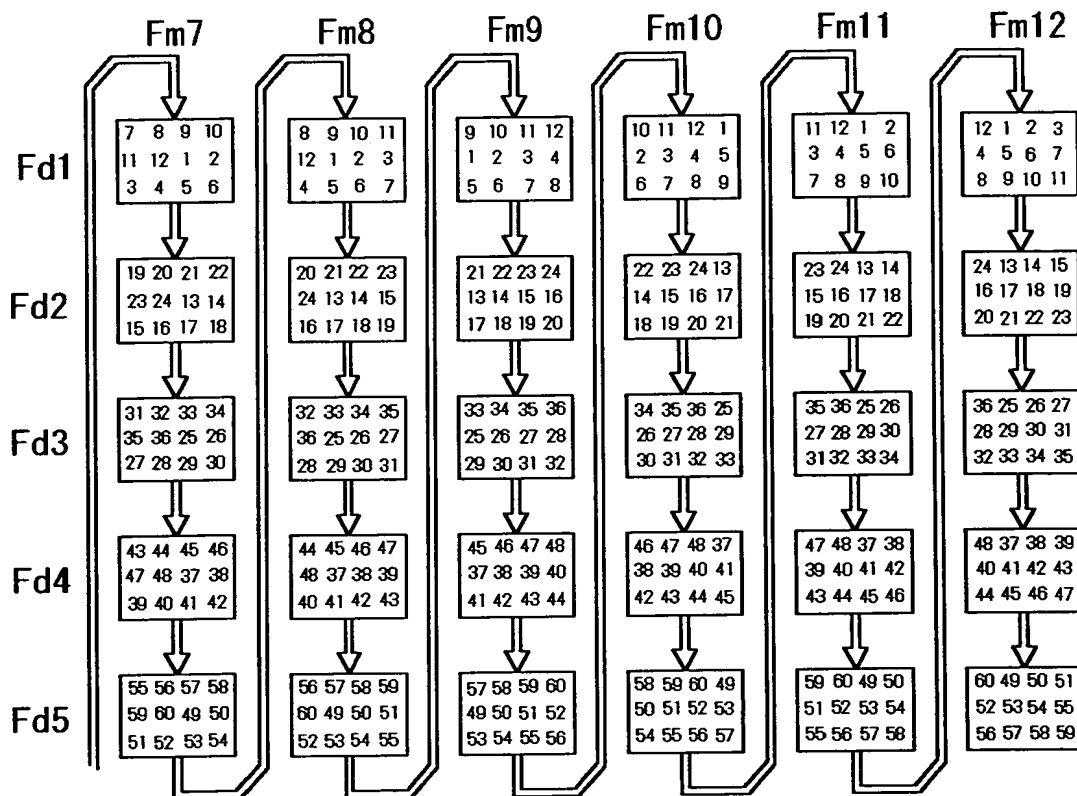 Fm7 Fm8 Fm9 Fm10 Fm11 Fm12
Fd1
7 8 9 10 8 9 10 11 9 10 11 12 10 11 12 1 11 12 1 2 12 1 2 3
11 12 1 2 12 1 2 3 1 2 3 4 2 3 4 5 3 4 5 6 4 5 6 7
3 4 5 6 4 5 6 7 5 6 7 8 6 7 8 9 7 8 9 10 8 9 10 11
Fd2
19 20 21 22 20 21 22 23 21 22 23 24 22 23 24 13 23 24 13 14 24 13 14 15
23 24 13 14 24 13 14 15 13 14 15 16 14 15 16 17 15 16 17 18 16 17 18 19
15 16 17 18 16 17 18 19 17 18 19 20 18 19 20 21 19 20 21 22 20 21 22 23
Fd3
31 32 33 34 32 33 34 35 33 34 35 36 34 35 36 25 35 36 25 26 36 25 26 27
35 36 25 26 36 25 26 27 25 26 27 28 26 27 28 29 27 28 29 30 28 29 30 31
27 28 29 30 28 29 30 31 29 30 31 32 30 31 32 33 31 32 33 34 32 33 34 35
Fd4
43 44 45 46 44 45 46 47 45 46 47 48 46 47 48 37 47 48 37 38 48 37 38 39
47 48 37 38 48 37 38 39 37 38 39 40 38 39 40 41 39 40 41 42 40 41 42 43
39 40 41 42 40 41 42 43 41 42 43 44 42 43 44 45 43 44 45 46 44 45 46 47
Fd5
55 56 57 58 56 57 58 59 57 58 59 60 58 59 60 49 59 60 49 50 60 49 50 51
59 60 49 50 60 49 50 51 49 50 51 52 50 51 52 53 51 52 53 54 52 53 54 55
51 52 53 54 52 53 54 55 53 54 55 56 54 55 56 57 55 56 57 58 56 57 58 59